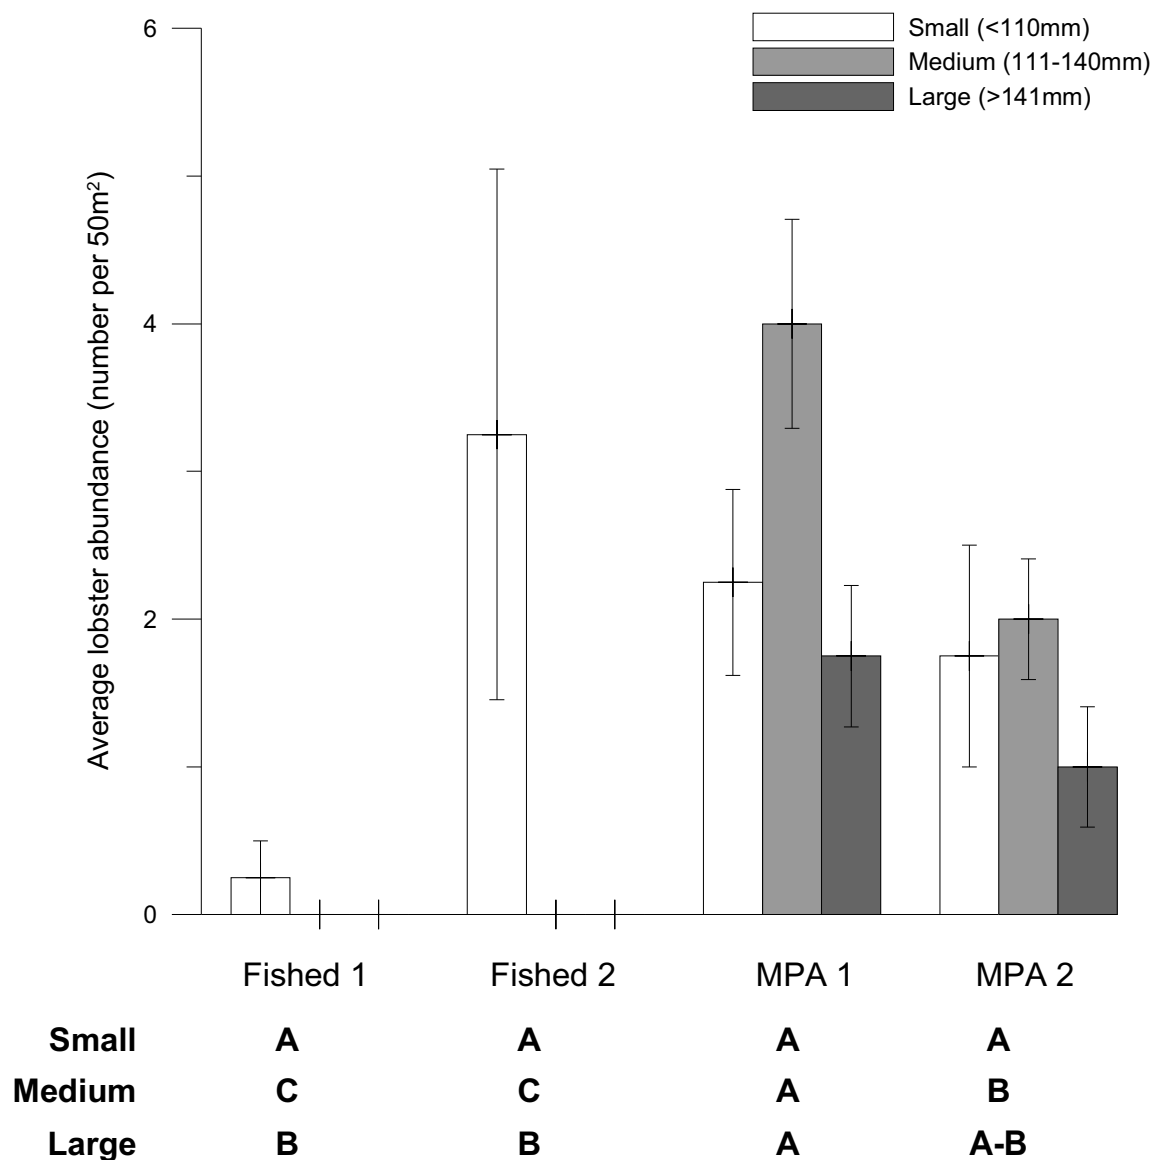 Small (<110mm)
Medium (111-140mm)
Large (>141mm)
Average lobster abundance (number per 50m²)
6
4
2
0
Fished 1 Fished 2 MPA 1 MPA 2
Small A A A A
Medium C C A B
Large B B A A-B